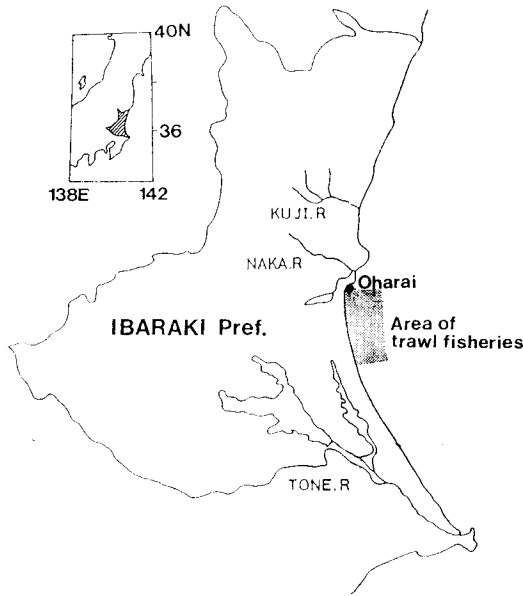 40N
36
138E 142
KUJI.R
NAKA.R
Oharai
IBARAKI Pref.
Area of
trawl fisheries
TONE.R